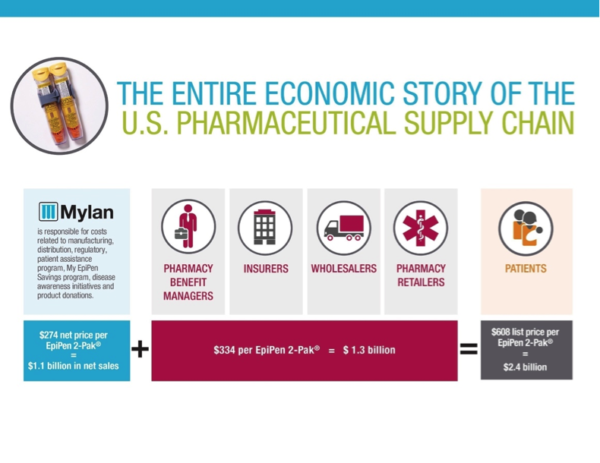 THE ENTIRE ECONOMIC STORY OF THE
U.S. PHARMACEUTICAL SUPPLY CHAIN
Mylan
is responsible for costs
related to manufacturing,
distribution, regulatory,
patient assistance
program, My EpiPen
Savings program, disease
awareness initiatives and
product donations.
PHARMACY
BENEFIT
MANAGERS
INSURERS
WHOLESALERS
PHARMACY
RETAILERS
PATIENTS
$274 net price per
EpiPen 2-Pak®
=
$1.1 billion in net sales
+
$334 per EpiPen 2-Pak® = $ 1.3 billion
=
$608 list price per
EpiPen 2-Pak®
=
$2.4 billion